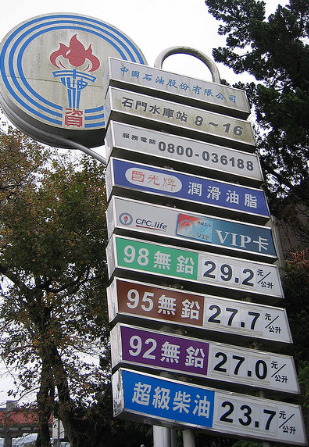 資
中國石油股份有限公司
石門水庫站 8~16
服務電話 0800-036188
國光牌 潤滑油脂
CPC.life VIP卡
98無鉛 29.2元/公升
95無鉛 27.7元/公升
92無鉛 27.0元/公升
超級柴油 23.7元/公升